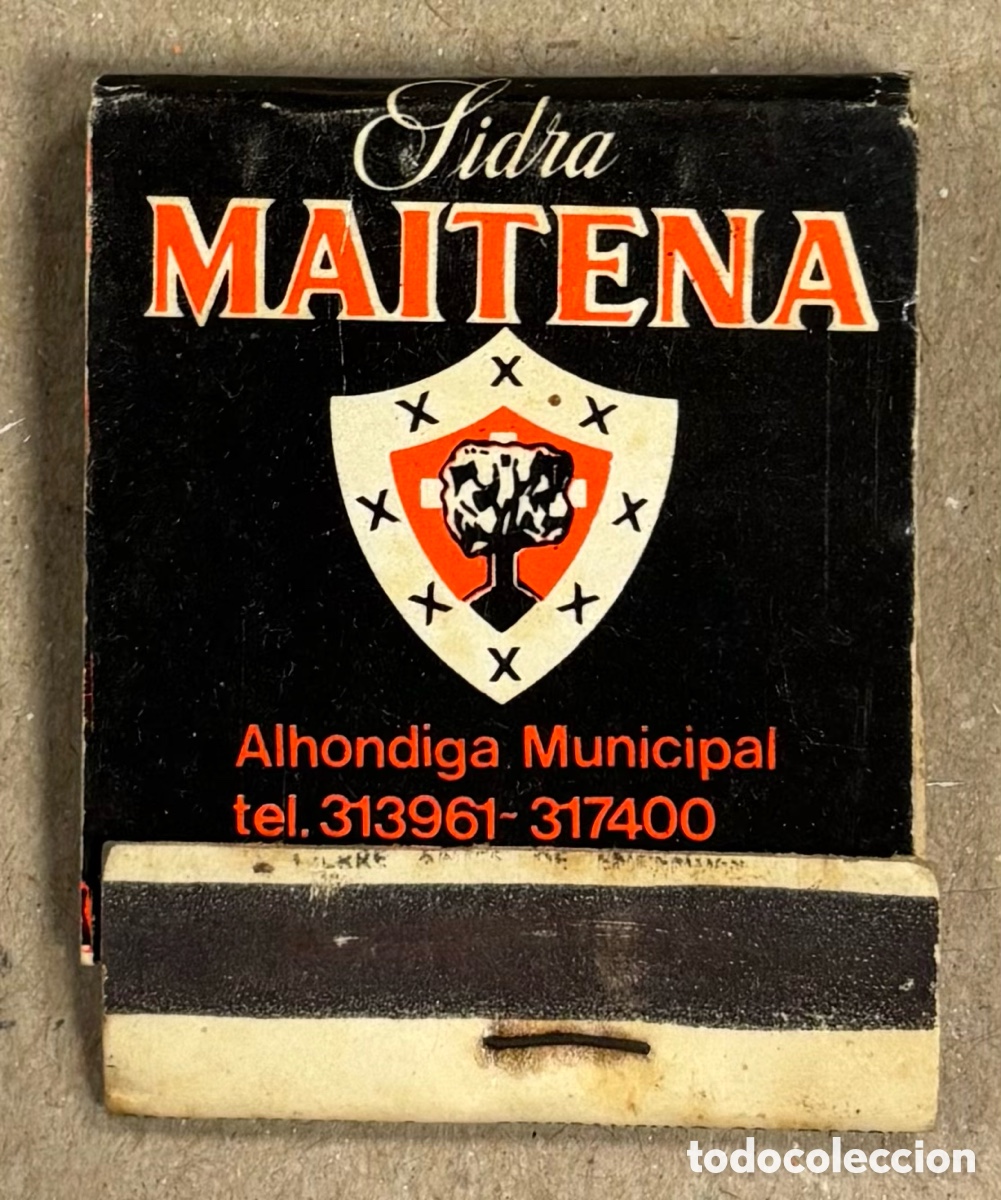 Sidra
MAITENA
X
X X
X X
X X
X
Alhondiga Municipal
tel. 313961-317400
todocoleccion